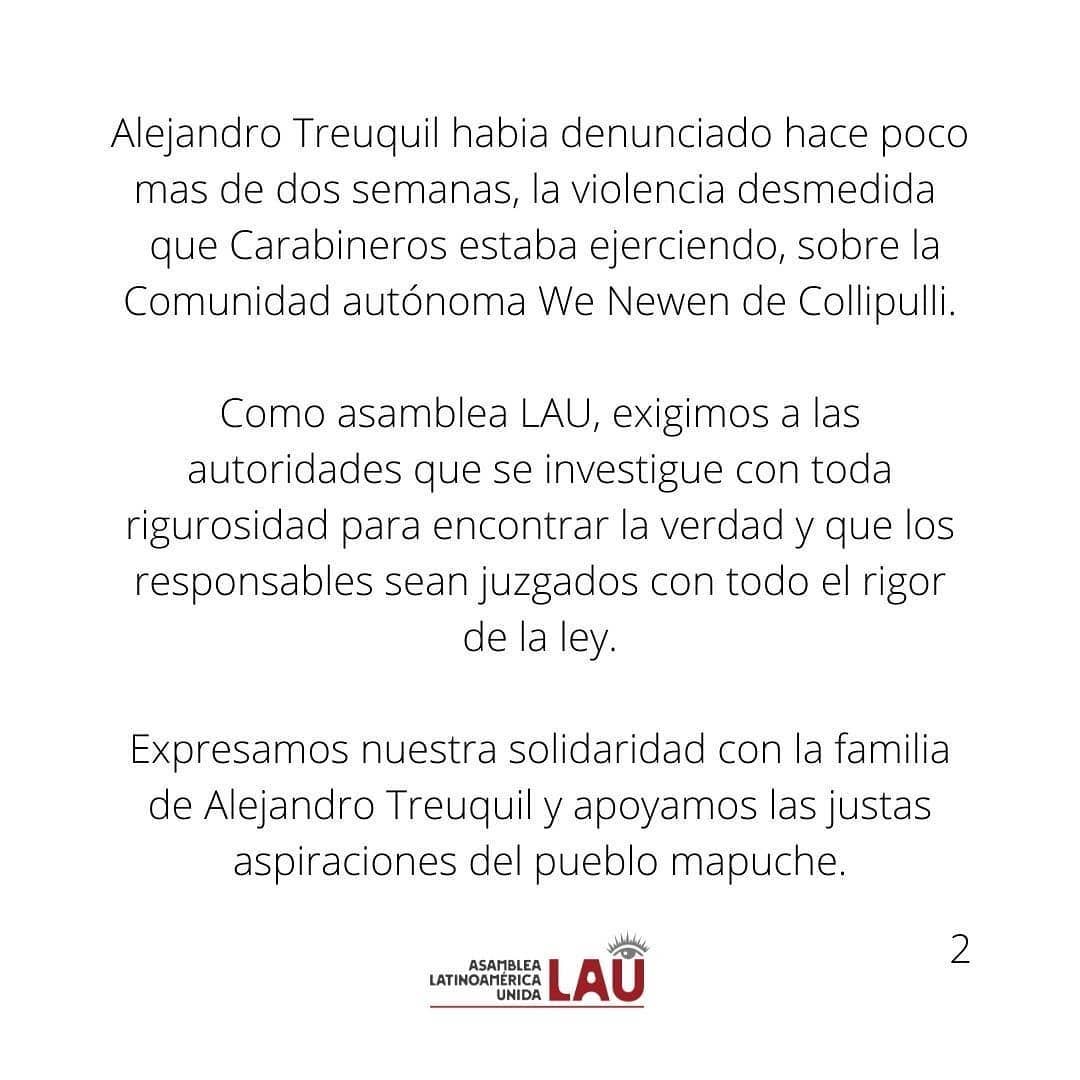 Alejandro Treuquil habia denunciado hace poco
mas de dos semanas, la violencia desmedida
que Carabineros estaba ejerciendo, sobre la
Comunidad autónoma We Newen de Collipulli.
Como asamblea LAU, exigimos a las
autoridades que se investigue con toda
rigurosidad para encontrar la verdad y que los
responsables sean juzgados con todo el rigor
de la ley.
Expresamos nuestra solidaridad con la familia
de Alejandro Treuquil y apoyamos las justas
aspiraciones del pueblo mapuche.
2
ASAMBLEA
LATINOAMÉRICA
UNIDA
LAU